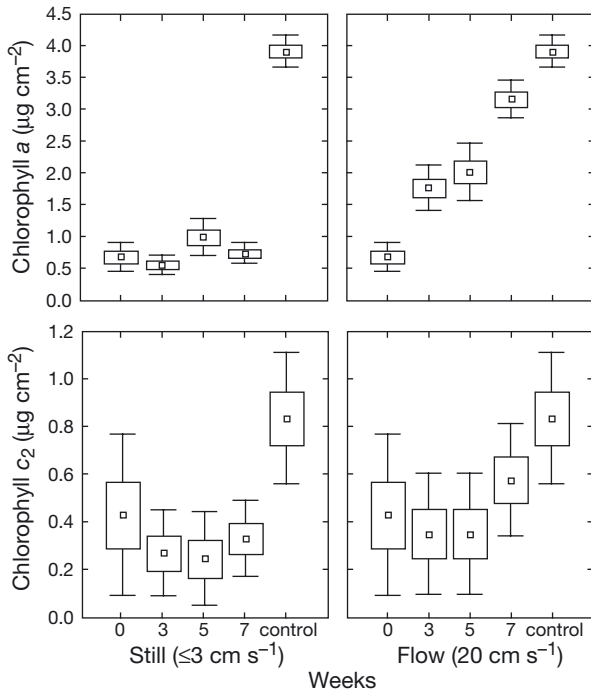 Chlorophyll a (μg cm⁻²)
4.5
4.0
3.5
3.0
2.5
2.0
1.5
1.0
0.5
0.0
Chlorophyll c₂ (μg cm⁻²)
1.2
1.0
0.8
0.6
0.4
0.2
0.0
0 3 5 7 control
0 3 5 7 control
Still (≤3 cm s⁻¹)
Flow (20 cm s⁻¹)
Weeks